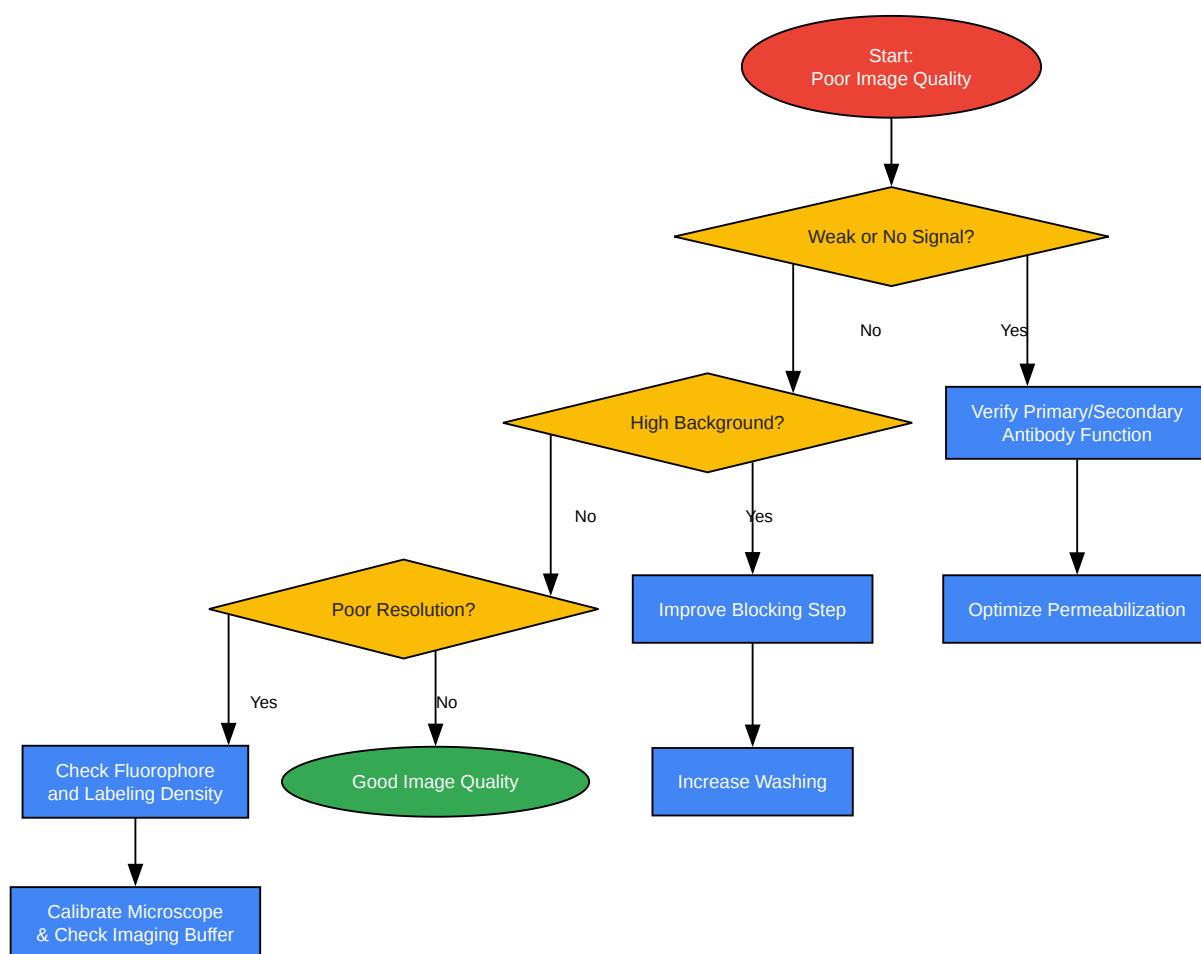 Start:
Poor Image Quality
Weak or No Signal?
No
Yes
High Background?
Verify Primary/Secondary
Antibody Function
No
Yes
Poor Resolution?
Improve Blocking Step
Optimize Permeabilization
Yes
No
Check Fluorophore
and Labeling Density
Good Image Quality
Increase Washing
Calibrate Microscope
& Check Imaging Buffer